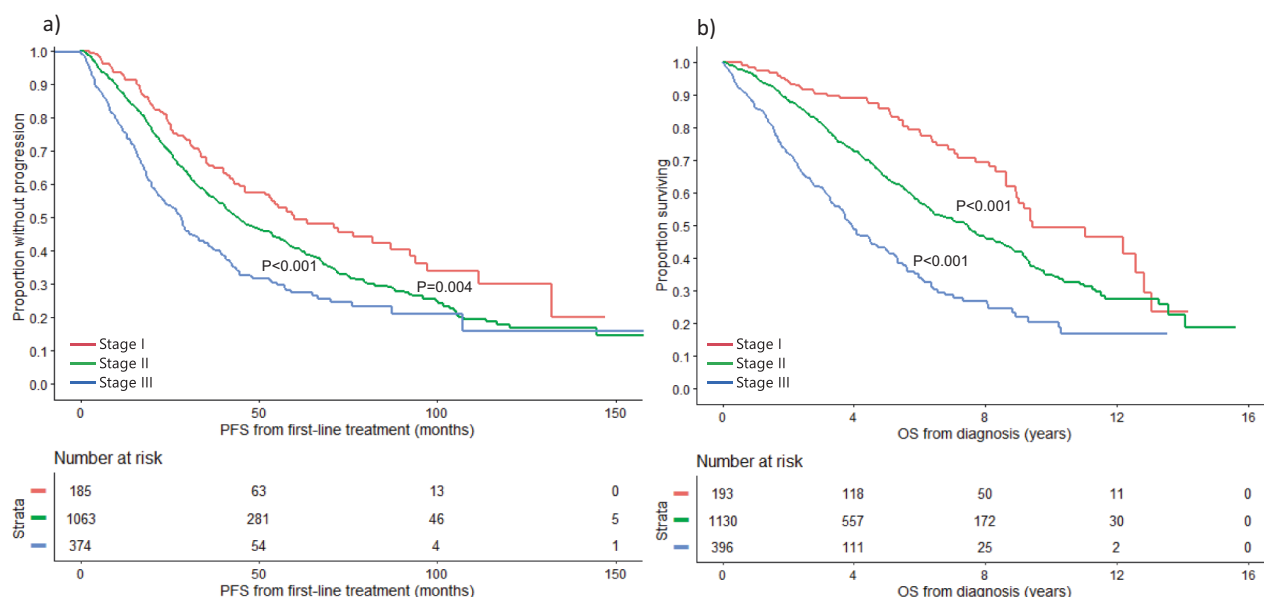 a)
Proportion without progression
1.0
0.9
0.8
0.7
0.6
0.5
0.4
0.3
0.2
0.1
0.0
P<0.001
P=0.004
Stage I
Stage II
Stage III
0 50 100 150
PFS from first-line treatment (months)
Number at risk
Strata
185 63 13 0
1063 281 46 5
374 54 4 1
0 50 100 150
PFS from first-line treatment (months)
b)
Proportion surviving
1.0
0.9
0.8
0.7
0.6
0.5
0.4
0.3
0.2
0.1
0.0
P<0.001
P<0.001
Stage I
Stage II
Stage III
0 4 8 12 16
OS from diagnosis (years)
Number at risk
Strata
193 118 50 11 0
1130 557 172 30 0
396 111 25 2 0
0 4 8 12 16
OS from diagnosis (years)